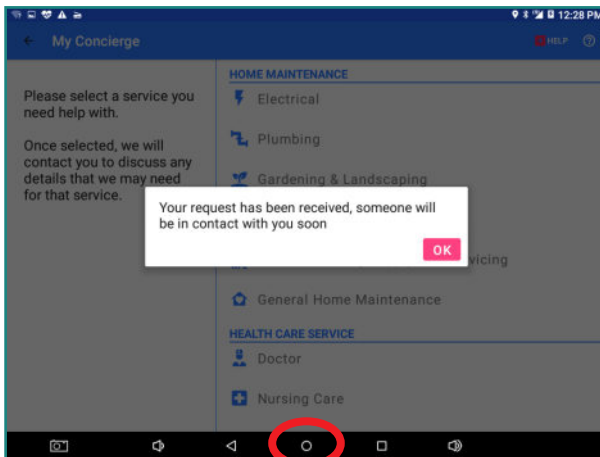 12:28 PM
My Concierge
HELP
Please select a service you
need help with.
Once selected, we will
contact you to discuss any
details that we may need
for that service.
HOME MAINTENANCE
Electrical
Plumbing
Gardening & Landscaping
Your request has been received, someone will
be in contact with you soon
OK
vicing
General Home Maintenance
HEALTH CARE SERVICE
Doctor
Nursing Care